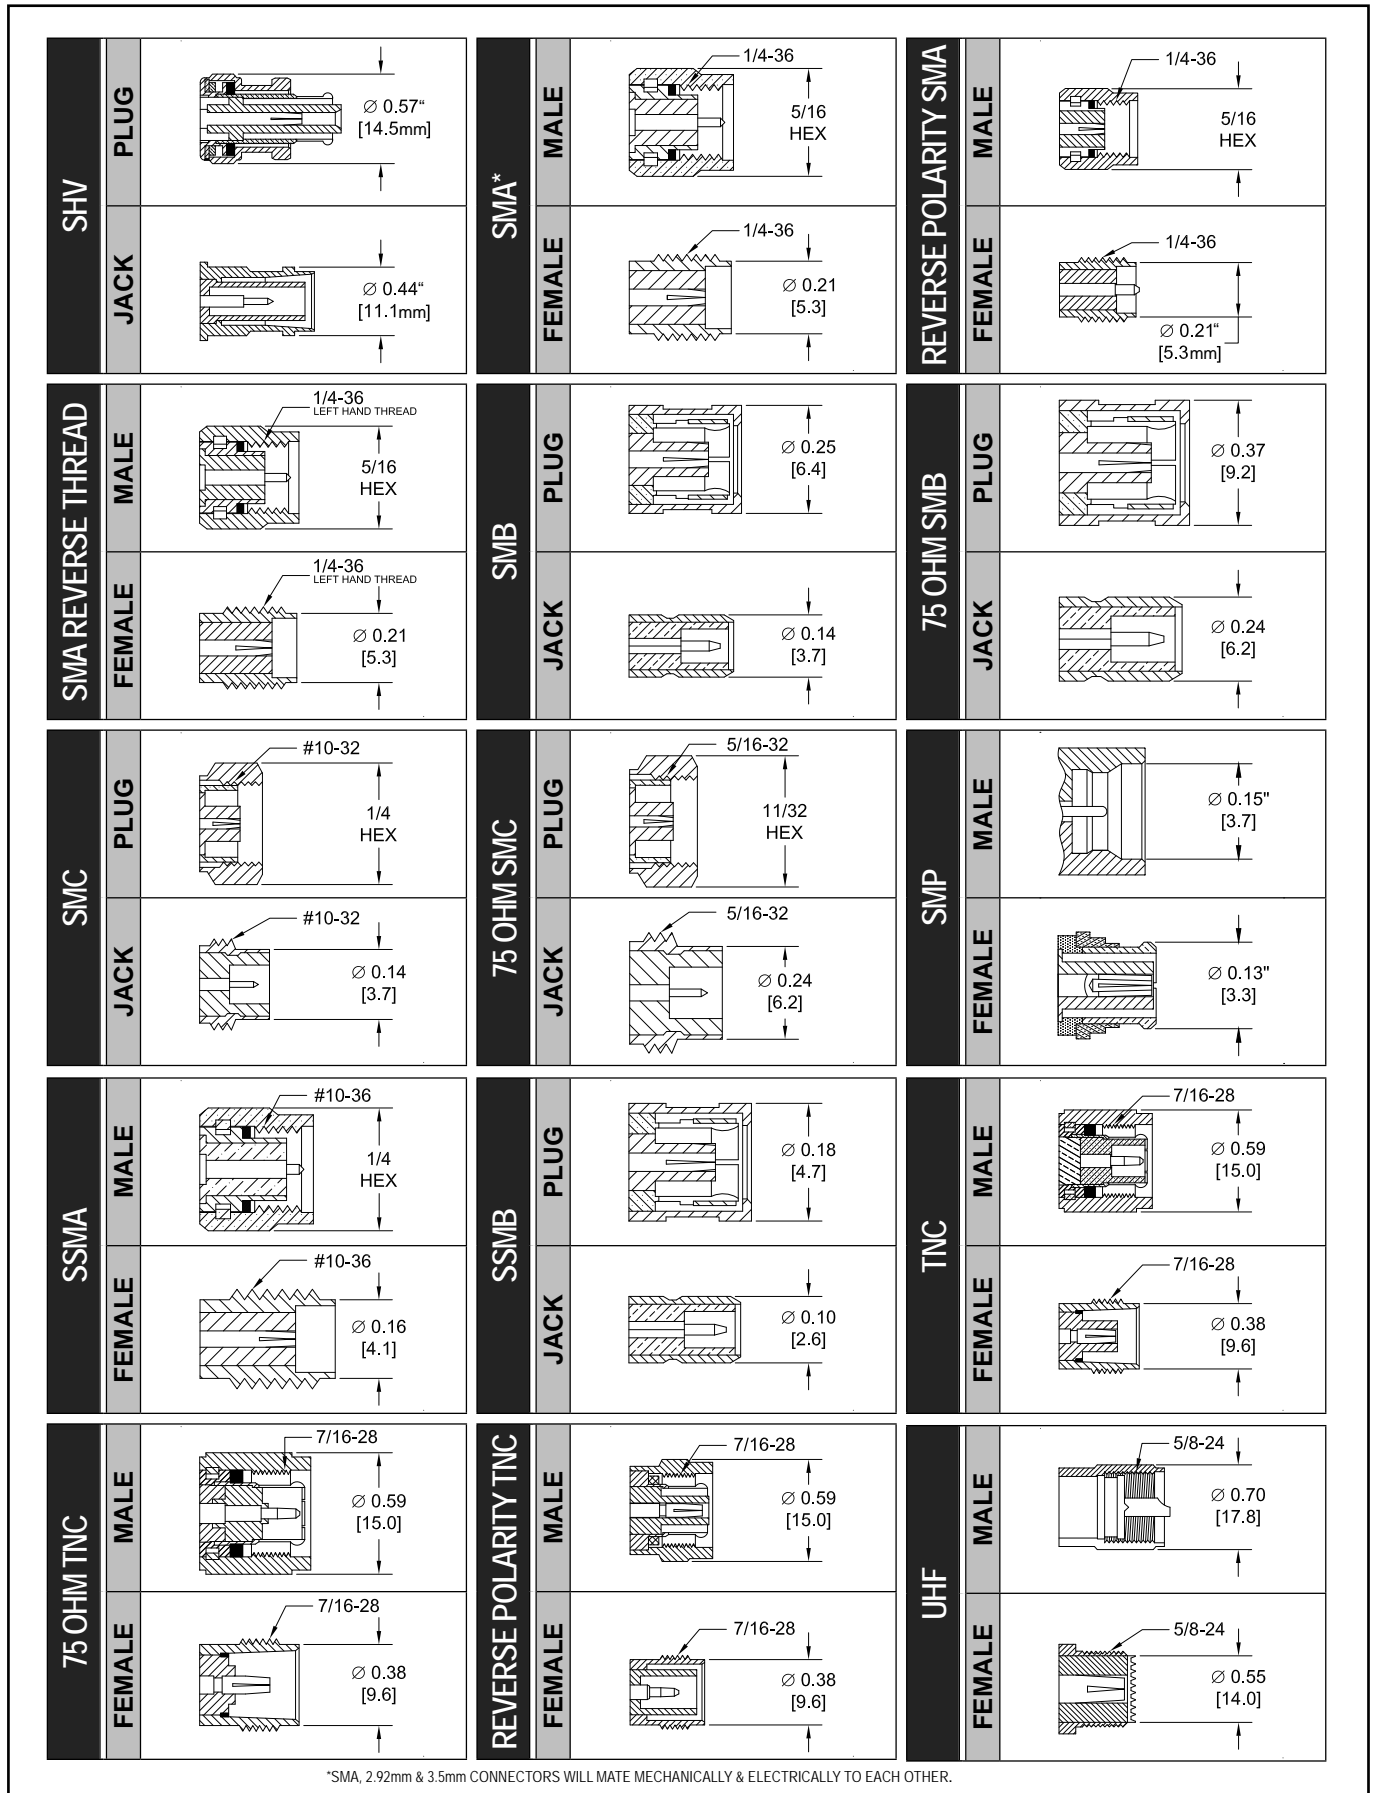 SHV
PLUG
Ø 0.57“
[14.5mm]
JACK
Ø 0.44“
[11.1mm]
SMA*
MALE
1/4-36
5/16
HEX
FEMALE
1/4-36
Ø 0.21
[5.3]
REVERSE POLARITY SMA
MALE
1/4-36
5/16
HEX
FEMALE
1/4-36
Ø 0.21“
[5.3mm]
SMA REVERSE THREAD
MALE
1/4-36
LEFT HAND THREAD
5/16
HEX
FEMALE
1/4-36
LEFT HAND THREAD
Ø 0.21
[5.3]
SMB
PLUG
Ø 0.25
[6.4]
JACK
Ø 0.14
[3.7]
75 OHM SMB
PLUG
Ø 0.37
[9.2]
JACK
Ø 0.24
[6.2]
SMC
PLUG
#10-32
1/4
HEX
JACK
#10-32
Ø 0.14
[3.7]
75 OHM SMC
PLUG
5/16-32
11/32
HEX
JACK
5/16-32
Ø 0.24
[6.2]
SMP
MALE
Ø 0.15"
[3.7]
FEMALE
Ø 0.13"
[3.3]
SSMA
MALE
#10-36
1/4
HEX
FEMALE
#10-36
Ø 0.16
[4.1]
SSMB
PLUG
Ø 0.18
[4.7]
JACK
Ø 0.10
[2.6]
TNC
MALE
7/16-28
Ø 0.59
[15.0]
FEMALE
7/16-28
Ø 0.38
[9.6]
75 OHM TNC
MALE
7/16-28
Ø 0.59
[15.0]
FEMALE
7/16-28
Ø 0.38
[9.6]
REVERSE POLARITY TNC
MALE
7/16-28
Ø 0.59
[15.0]
FEMALE
7/16-28
Ø 0.38
[9.6]
UHF
MALE
5/8-24
Ø 0.70
[17.8]
FEMALE
5/8-24
Ø 0.55
[14.0]
*SMA, 2.92mm & 3.5mm CONNECTORS WILL MATE MECHANICALLY & ELECTRICALLY TO EACH OTHER.